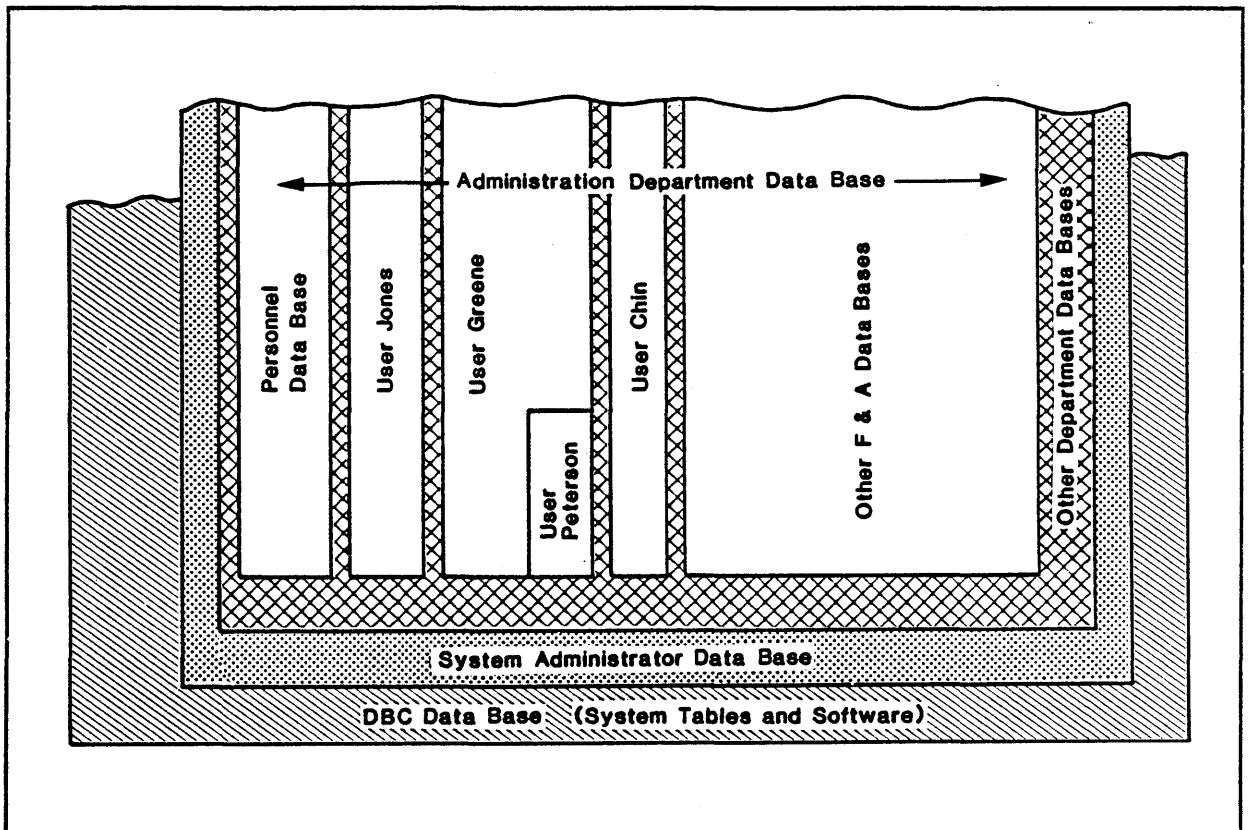 Administration Department Data Base
Personnel
Data Base
User Jones
User Greene
User
Peterson
User Chin
Other F & A Data Bases
Other Department Data Bases
System Administrator Data Base
DBC Data Base (System Tables and Software)